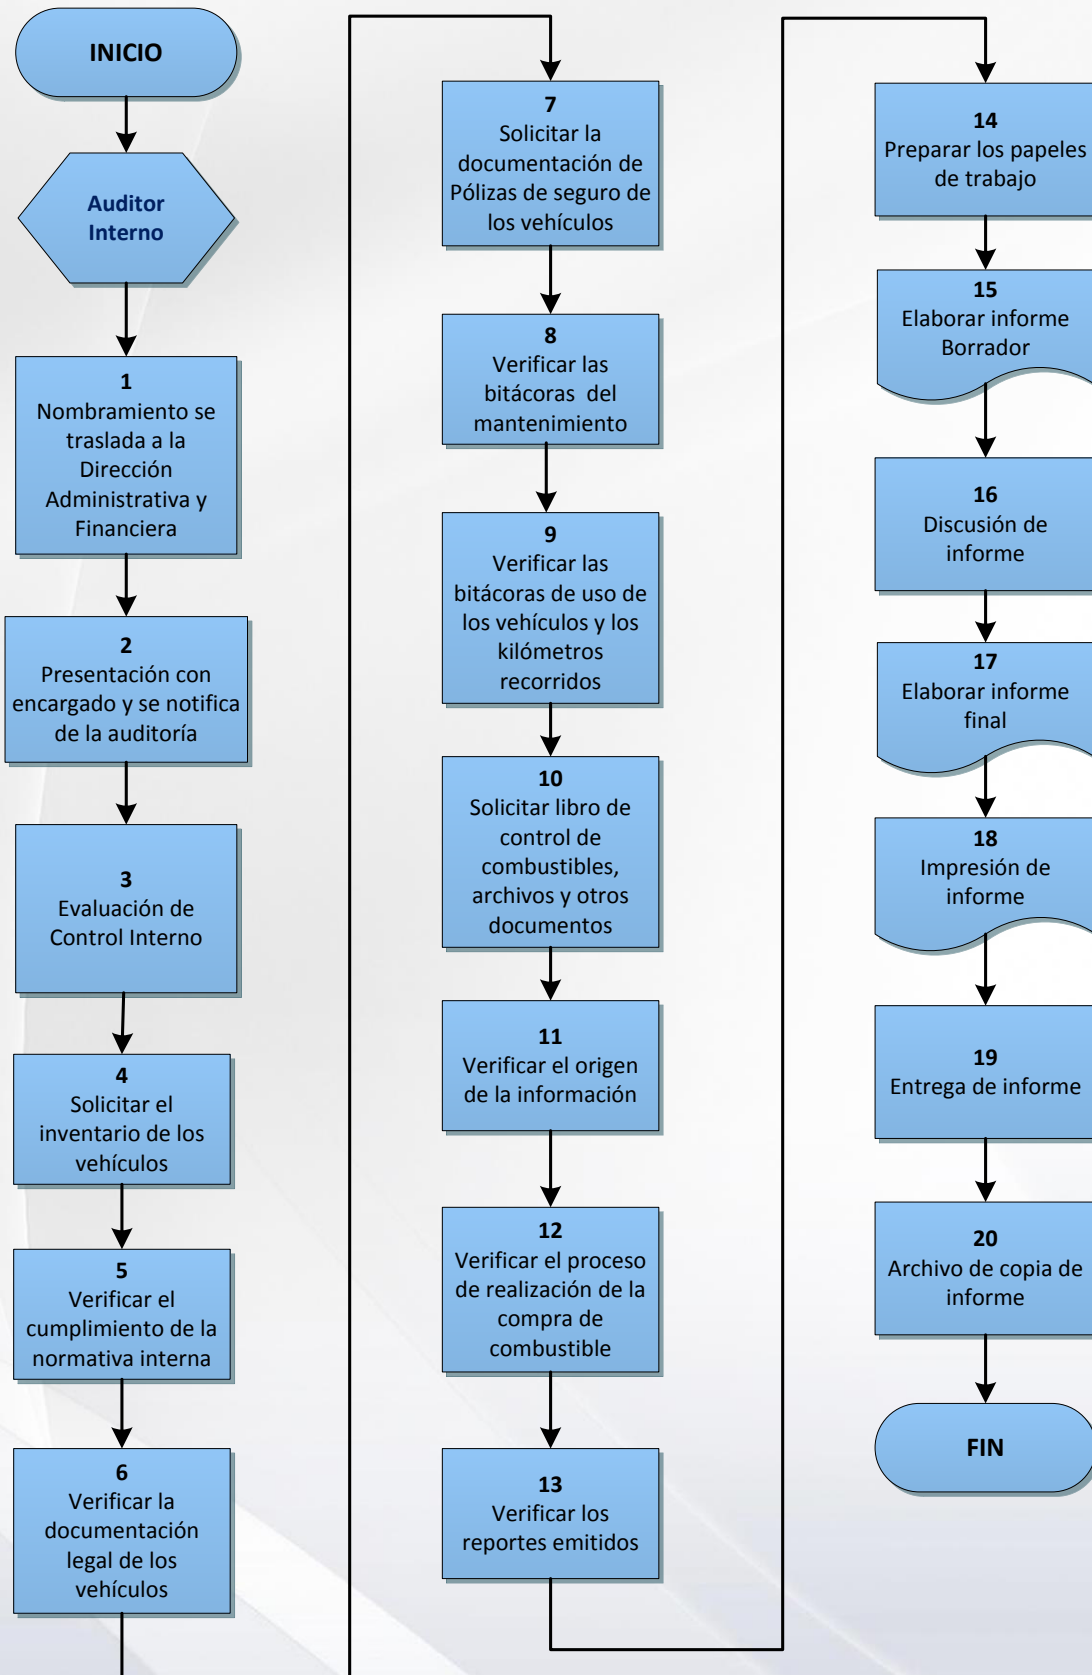 INICIO
Auditor
Interno
1
Nombramiento se
traslada a la
Dirección
Administrativa y
Financiera
2
Presentación con
encargado y se notifica
de la auditoría
3
Evaluación de
Control Interno
4
Solicitar el
inventario de los
vehículos
5
Verificar el
cumplimiento de la
normativa interna
6
Verificar la
documentación
legal de los
vehículos
7
Solicitar la
documentación de
Pólizas de seguro de
los vehículos
8
Verificar las
bitácoras del
mantenimiento
9
Verificar las
bitácoras de uso de
los vehículos y los
kilómetros
recorridos
10
Solicitar libro de
control de
combustibles,
archivos y otros
documentos
11
Verificar el origen
de la información
12
Verificar el proceso
de realización de la
compra de
combustible
13
Verificar los
reportes emitidos
14
Preparar los papeles
de trabajo
15
Elaborar informe
Borrador
16
Discusión de
informe
17
Elaborar informe
final
18
Impresión de
informe
19
Entrega de informe
20
Archivo de copia de
informe
FIN